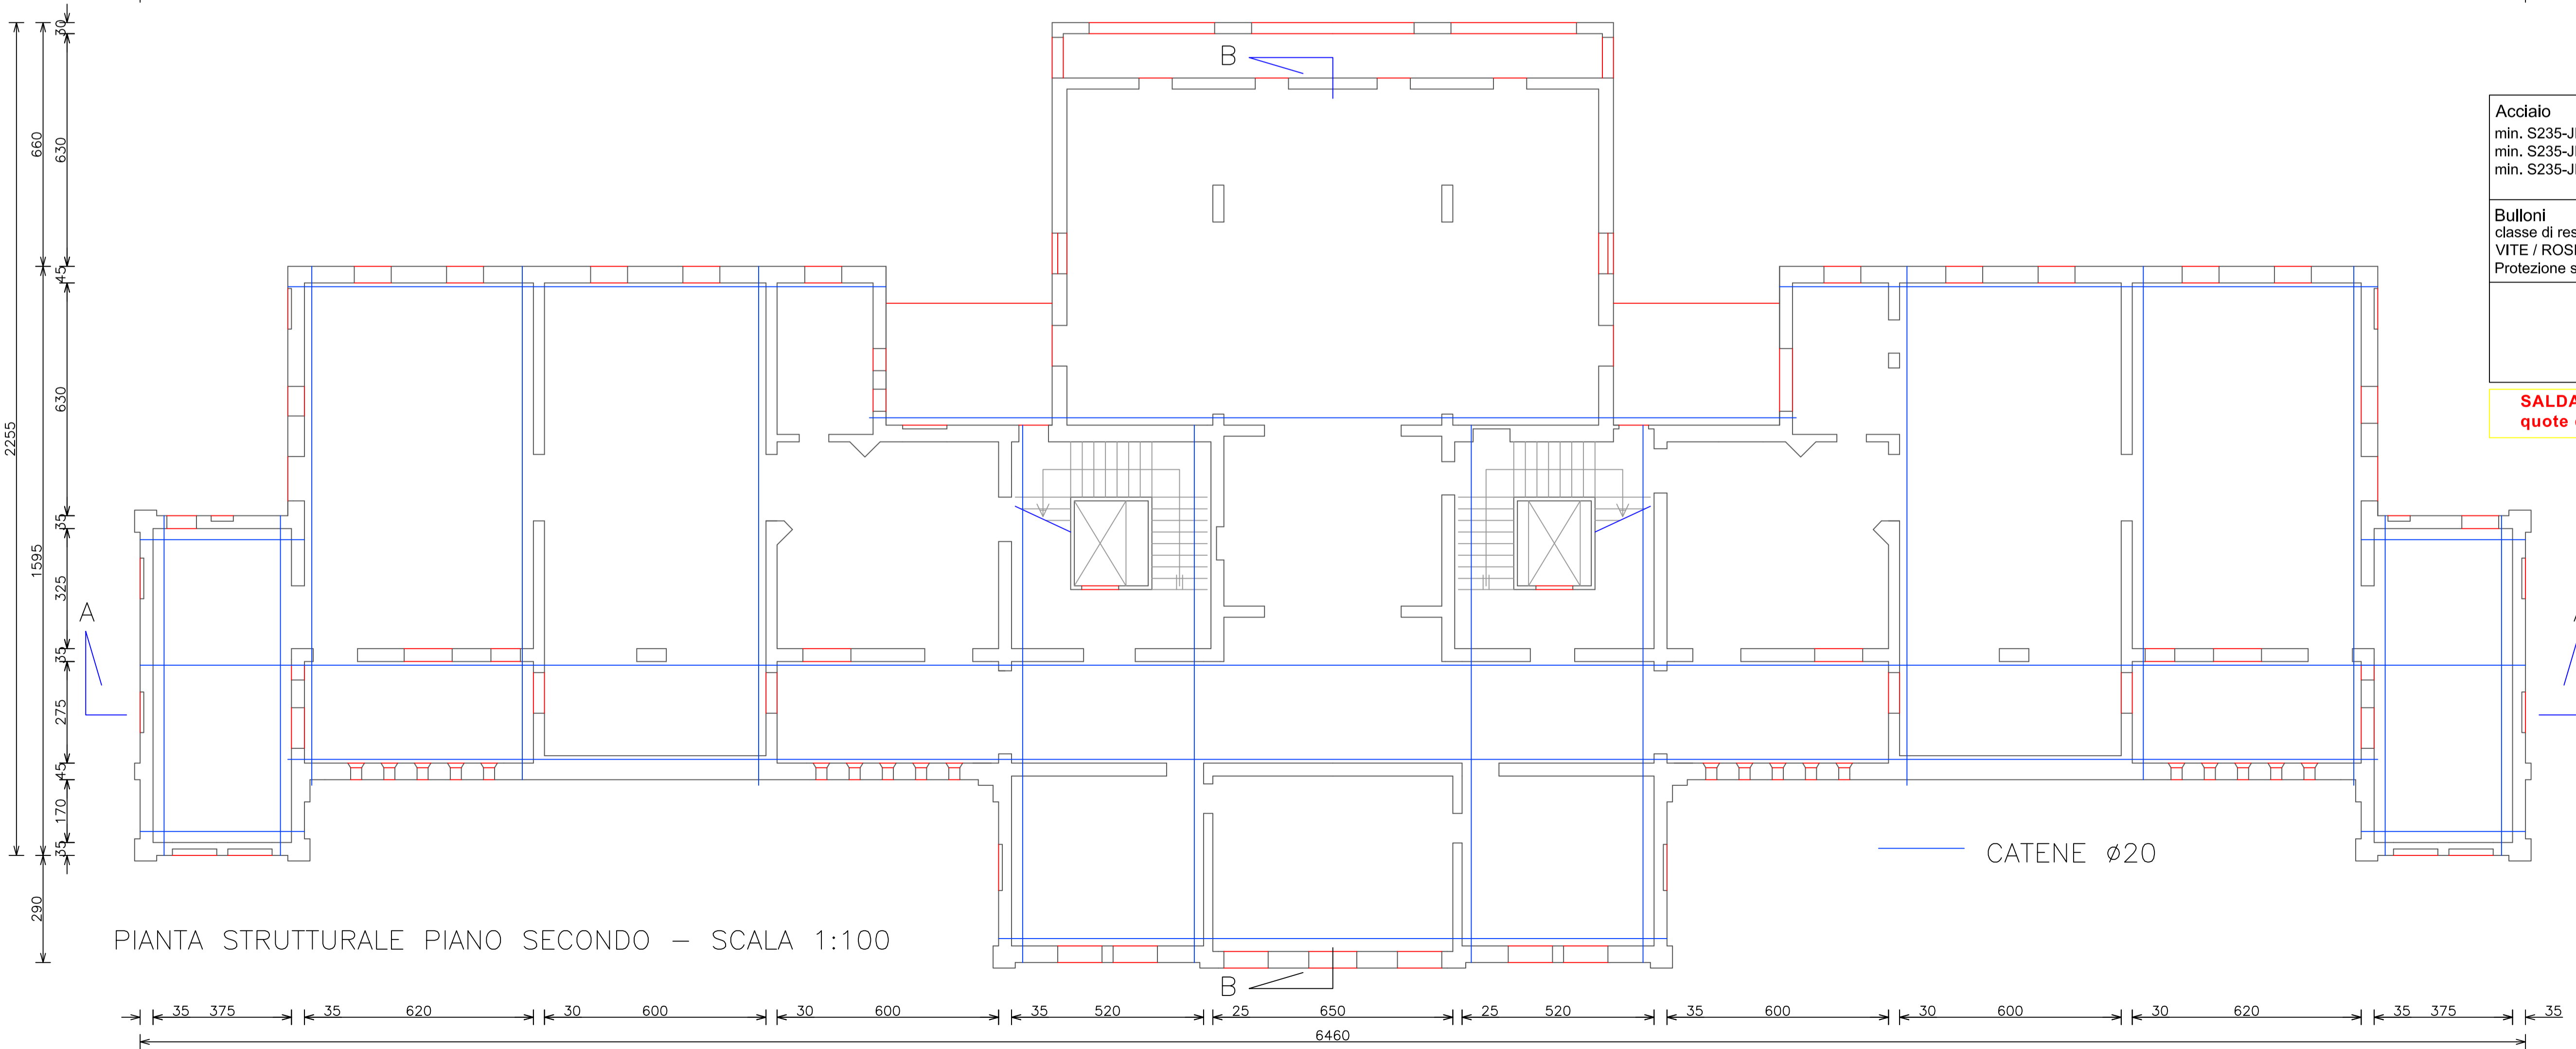 B
Acciaio
min. S235-J
min. S235-J
min. S235-J
Bulloni
classe di res
VITE / ROS
Protezione s
SALDA
quote
30
660
630
45
2255
630
35
1595
325
A
35
275
45
170
35
290
CATENE ø20
PIANTA STRUTTURALE PIANO SECONDO – SCALA 1:100
B
35 375 35 620 30 600 30 600 35 520 25 650 25 520 35 600 30 600 30 620 35 375 35
6460